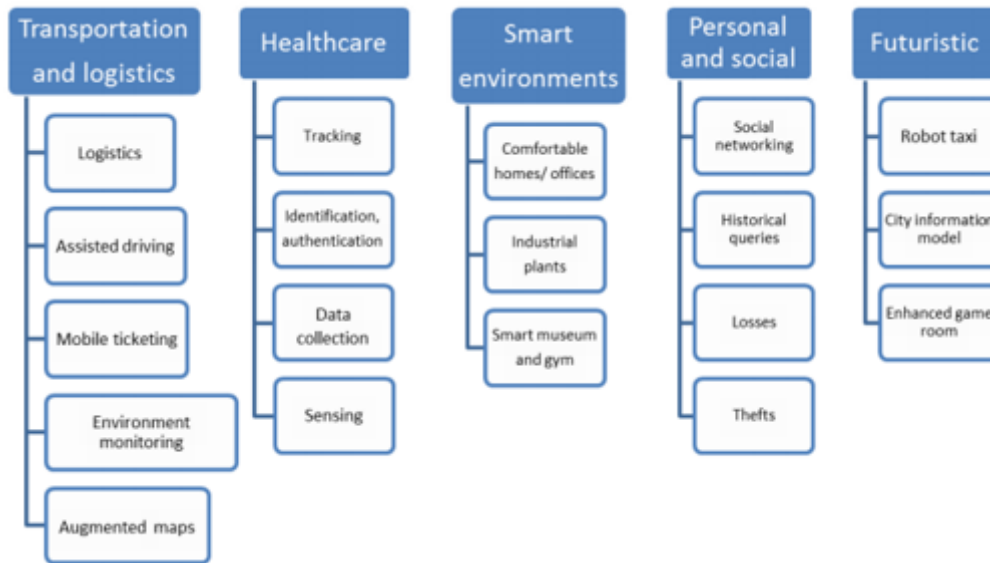 Transportation
and logistics
Logistics
Assisted driving
Mobile ticketing
Environment
monitoring
Augmented maps
Healthcare
Tracking
Identification,
authentication
Data
collection
Sensing
Smart
environments
Comfortable
homes/ offices
Industrial
plants
Smart museum
and gym
Personal
and social
Social
networking
Historical
queries
Losses
Thefts
Futuristic
Robot taxi
City information
model
Enhanced game
room